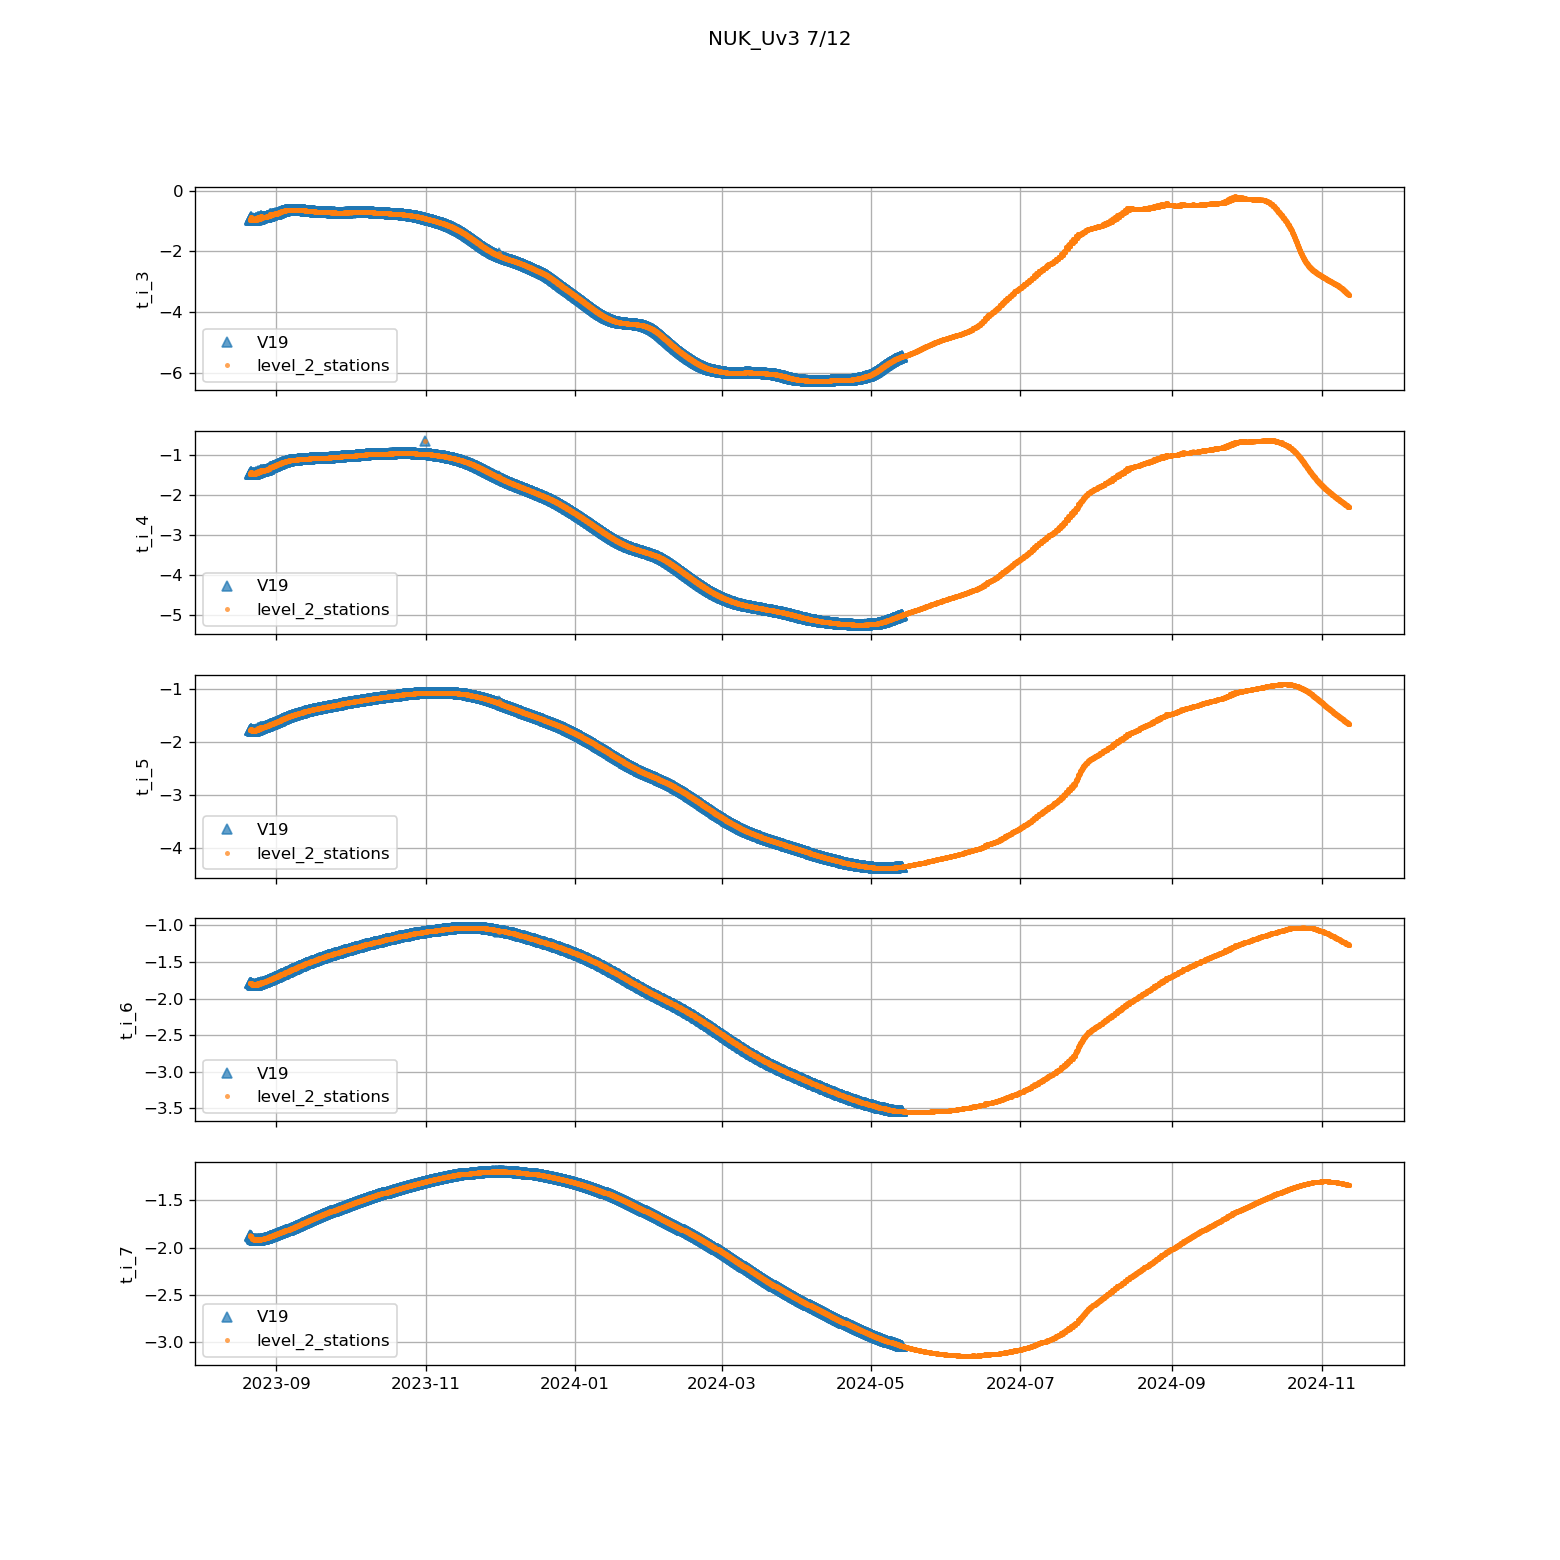 NUK_Uv3 7/12
0
−2
−4
−6
t_i_3
V19
level_2_stations
−1
−2
−3
−4
−5
t_i_4
V19
level_2_stations
−1
−2
−3
−4
t_i_5
V19
level_2_stations
−1.0
−1.5
−2.0
−2.5
−3.0
−3.5
t_i_6
V19
level_2_stations
−1.5
−2.0
−2.5
−3.0
t_i_7
V19
level_2_stations
2023-09 2023-11 2024-01 2024-03 2024-05 2024-07 2024-09 2024-11